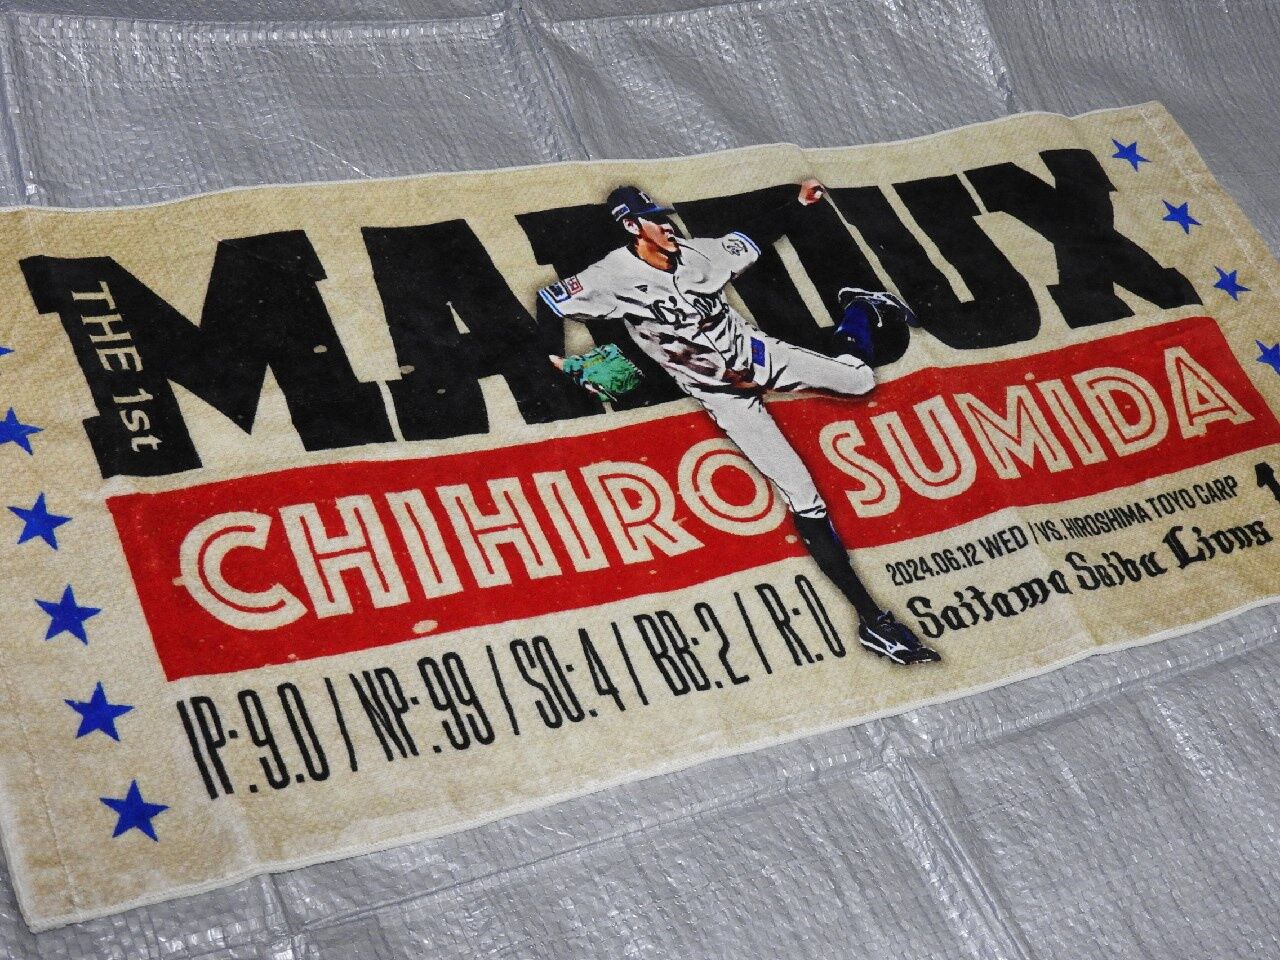 THE 1st
MADDUX
CHIHIRO SUMIDA
IP:9.0 / NP:99 / SO:4 / BB:2 / R:0
2024.06.12 WED / VS. HIROSHIMA TOYO CARP
Saitama Seibu Lions